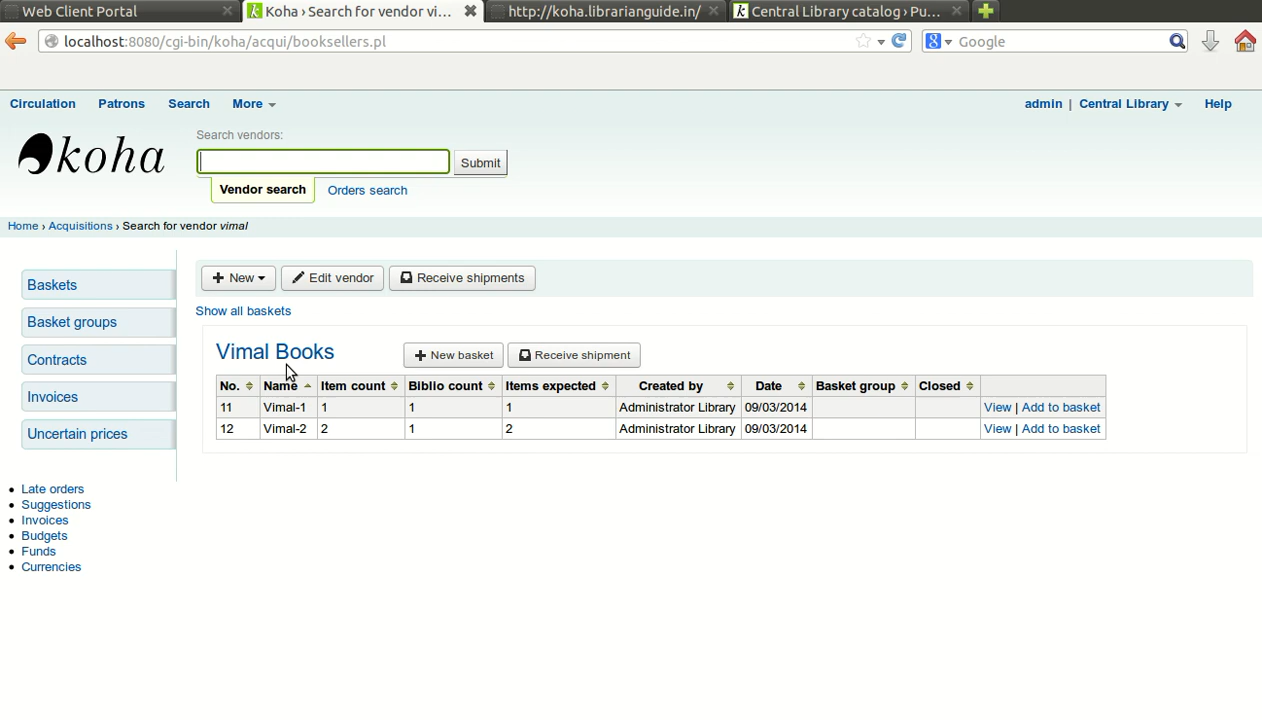 Web Client Portal
Koha › Search for vendor vi...
http://koha.librarianguide.in/
Central Library catalog › Pu...
localhost:8080/cgi-bin/koha/acqui/booksellers.pl
Google
Circulation Patrons Search More
admin | Central Library Help
koha
Search vendors:
Submit
Vendor search Orders search
Home › Acquisitions › Search for vendor vimal
Baskets
Basket groups
Contracts
Invoices
Uncertain prices
Late orders
Suggestions
Invoices
Budgets
Funds
Currencies
+ New Edit vendor Receive shipments
Show all baskets
Vimal Books + New basket Receive shipment
No. Name Item count Biblio count Items expected Created by Date Basket group Closed
11 Vimal-1 1 1 1 Administrator Library 09/03/2014 View | Add to basket
12 Vimal-2 2 1 2 Administrator Library 09/03/2014 View | Add to basket